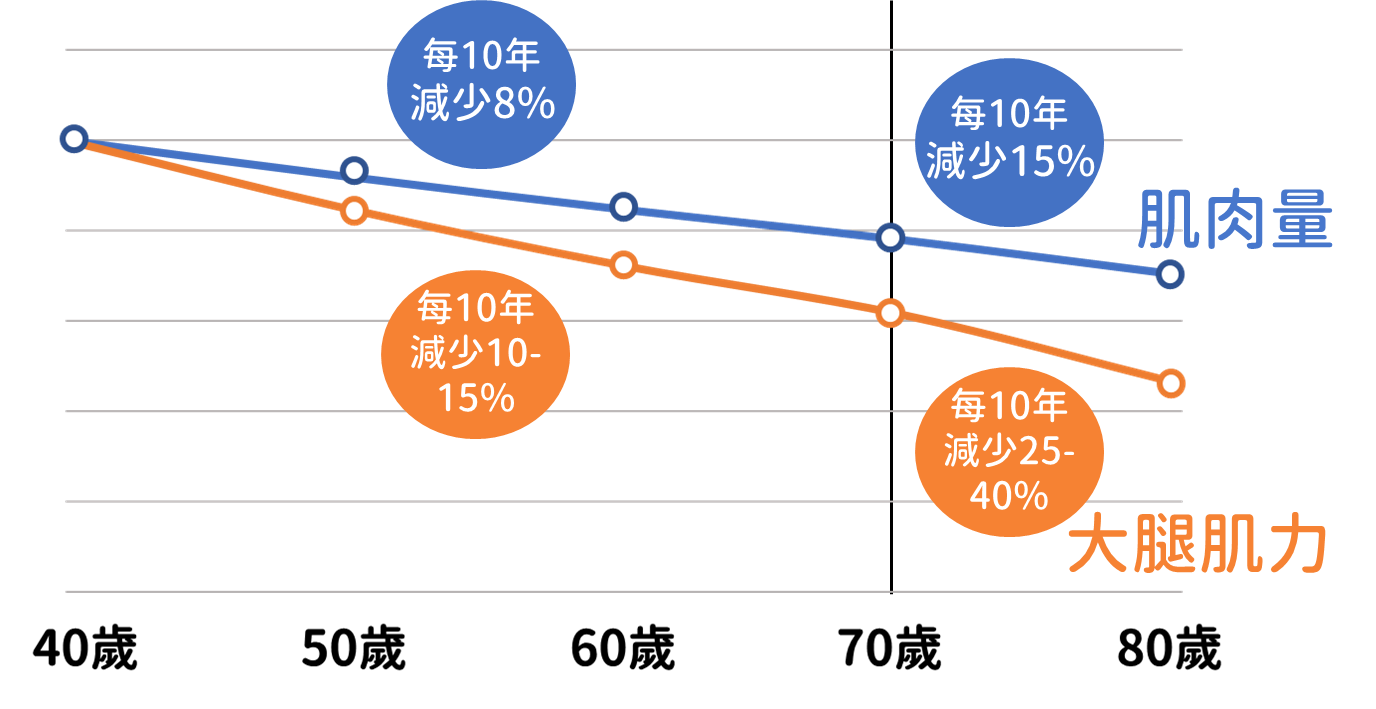 每10年
減少8%
每10年
減少15%
肌肉量
每10年
減少10-
15%
每10年
減少25-
40%
大腿肌力
40歲
50歲
60歲
70歲
80歲